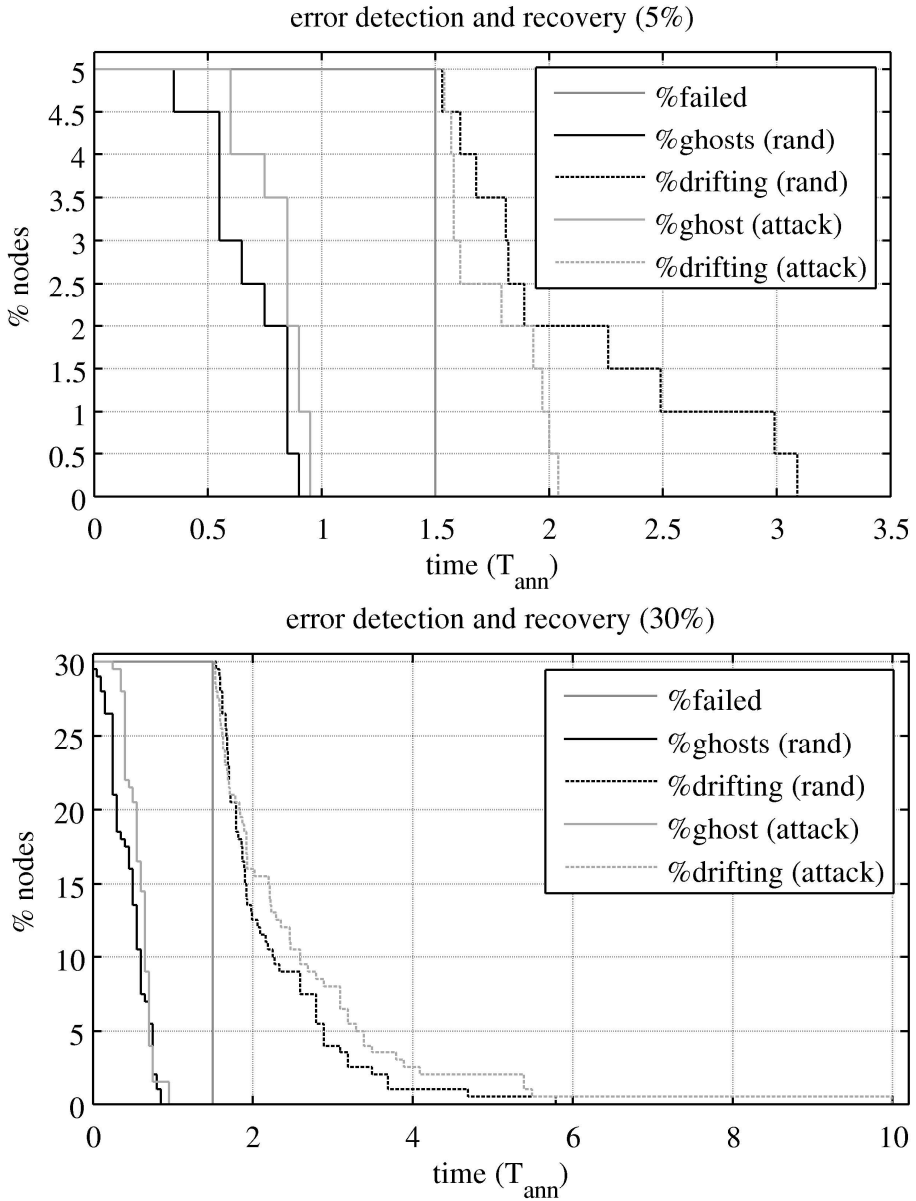 error detection and recovery (5%)
5
4.5
4
3.5
3
2.5
2
1.5
1
0.5
0
% nodes
%failed
%ghosts (rand)
%drifting (rand)
%ghost (attack)
%drifting (attack)
0 0.5 1 1.5 2 2.5 3 3.5
time (Tann)
error detection and recovery (30%)
30
25
20
15
10
5
0
% nodes
%failed
%ghosts (rand)
%drifting (rand)
%ghost (attack)
%drifting (attack)
0 2 4 6 8 10
time (Tann)